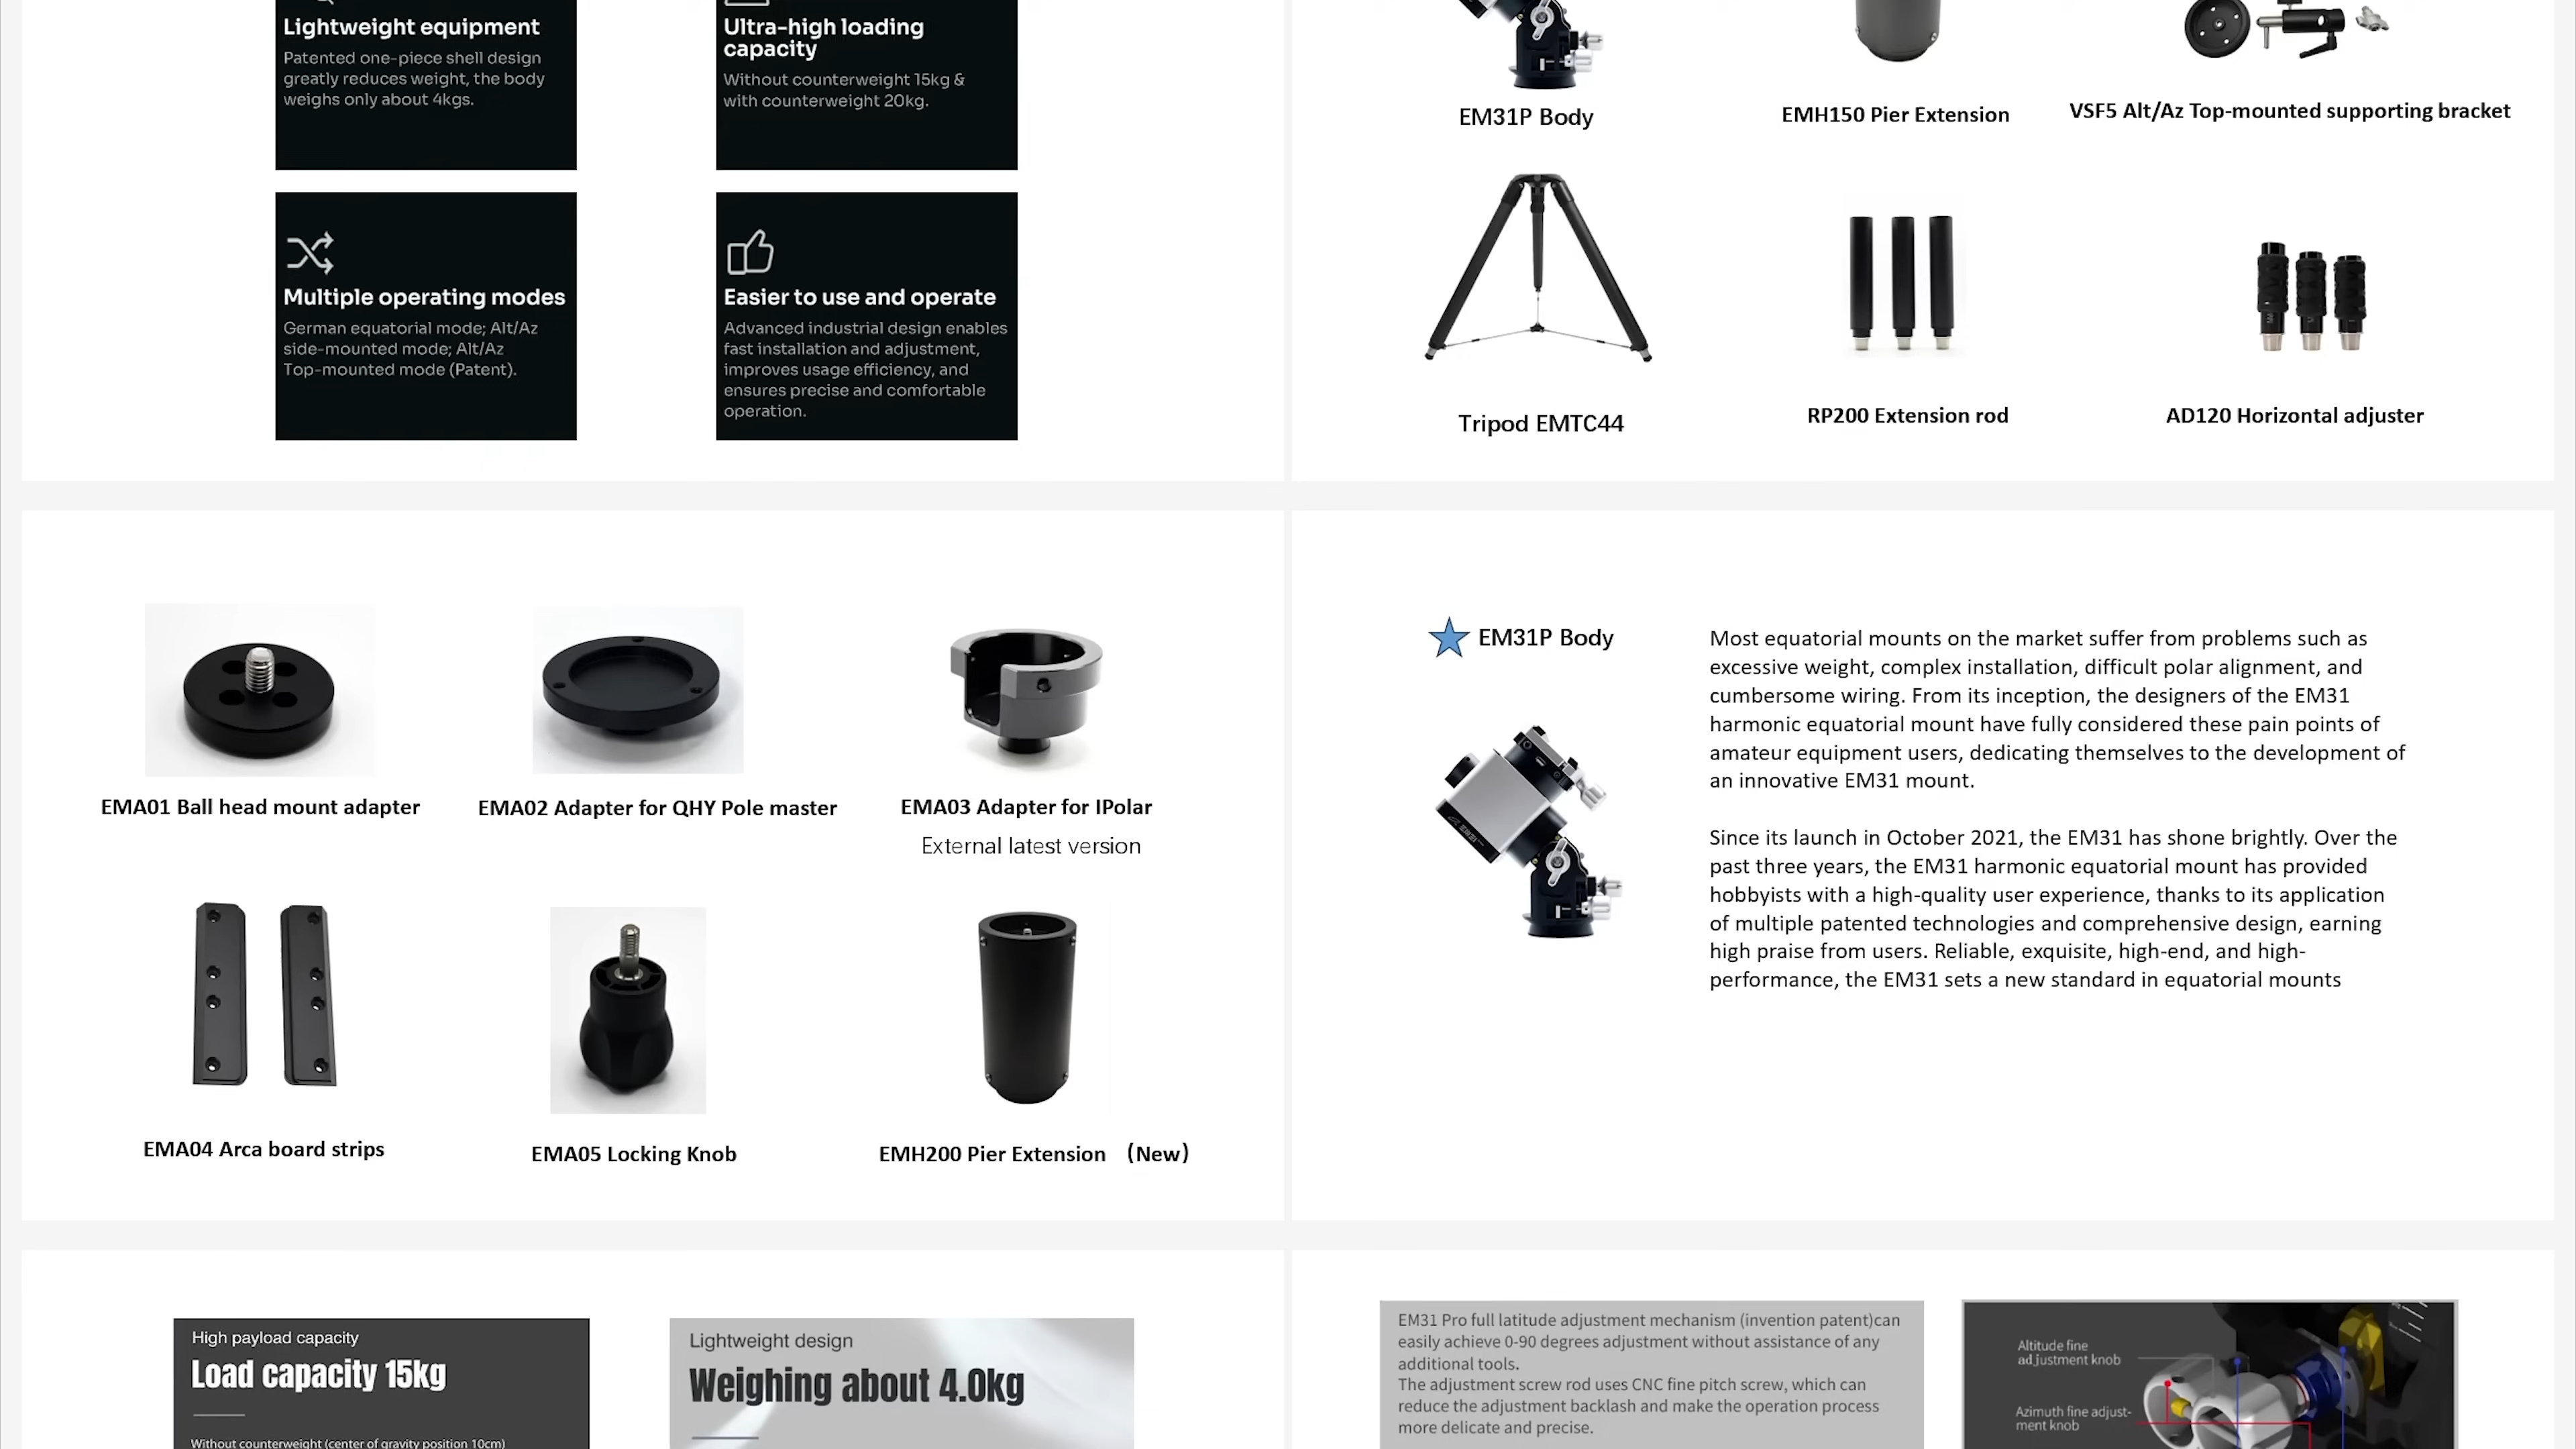 Lightweight equipment
Patented one-piece shell design
greatly reduces weight, the body
weighs only about 4kgs.
Ultra-high loading
capacity
Without counterweight 15kg &
with counterweight 20kg.
Multiple operating modes
German equatorial mode; Alt/Az
side-mounted mode; Alt/Az
Top-mounted mode (Patent).
Easier to use and operate
Advanced industrial design enables
fast installation and adjustment,
improves usage efficiency, and
ensures precise and comfortable
operation.
EM31P Body
EMH150 Pier Extension
VSF5 Alt/Az Top-mounted supporting bracket
Tripod EMTC44
RP200 Extension rod
AD120 Horizontal adjuster
EMA01 Ball head mount adapter
EMA02 Adapter for QHY Pole master
EMA03 Adapter for IPolar
External latest version
EMA04 Arca board strips
EMA05 Locking Knob
EMH200 Pier Extension （New）
EM31P Body
Most equatorial mounts on the market suffer from problems such as
excessive weight, complex installation, difficult polar alignment, and
cumbersome wiring. From its inception, the designers of the EM31
harmonic equatorial mount have fully considered these pain points of
amateur equipment users, dedicating themselves to the development of
an innovative EM31 mount.
Since its launch in October 2021, the EM31 has shone brightly. Over the
past three years, the EM31 harmonic equatorial mount has provided
hobbyists with a high-quality user experience, thanks to its application
of multiple patented technologies and comprehensive design, earning
high praise from users. Reliable, exquisite, high-end, and high-
performance, the EM31 sets a new standard in equatorial mounts
High payload capacity
Load capacity 15kg
Without counterweight (center of gravity position 10cm)
Lightweight design
Weighing about 4.0kg
EM31 Pro full latitude adjustment mechanism (invention patent)can
easily achieve 0-90 degrees adjustment without assistance of any
additional tools.
The adjustment screw rod uses CNC fine pitch screw, which can
reduce the adjustment backlash and make the operation process
more delicate and precise.
Altitude fine
adjustment knob
Azimuth fine adjust-
ment knob